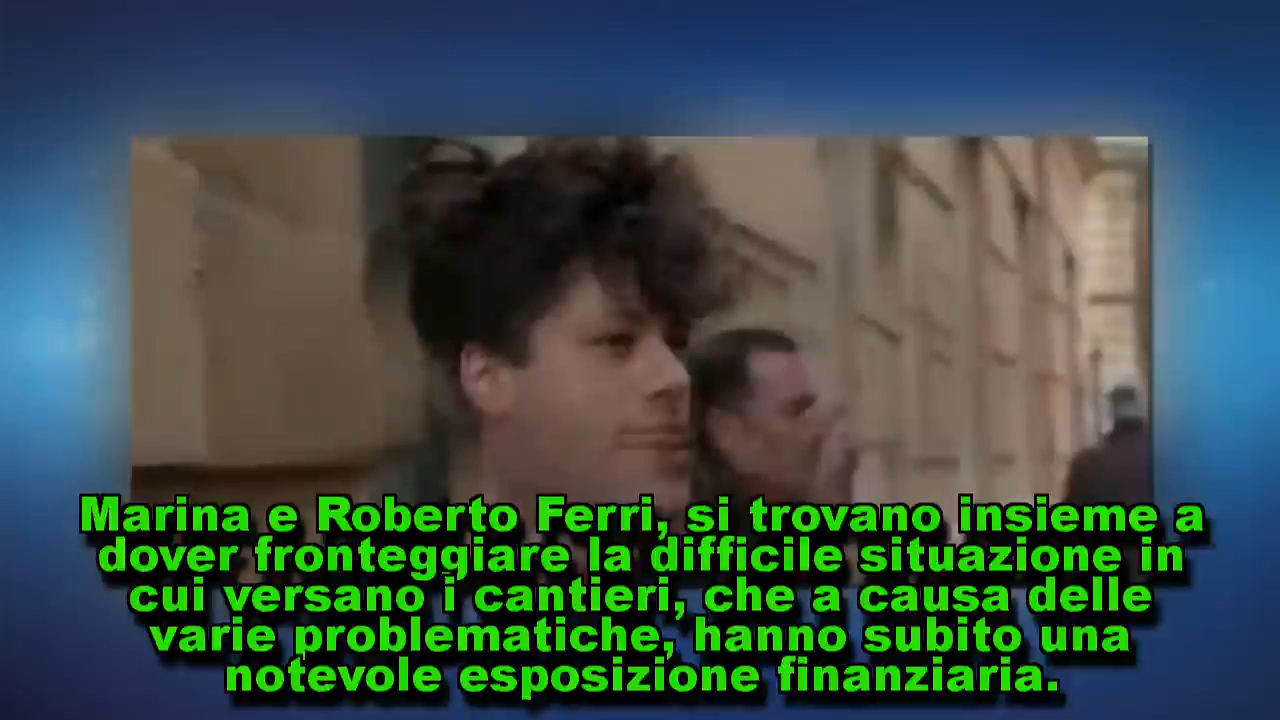 Marina e Roberto Ferri, si trovano insieme a
dover fronteggiare la difficile situazione in
cui versano i cantieri, che a causa delle
varie problematiche, hanno subito una
notevole esposizione finanziaria.